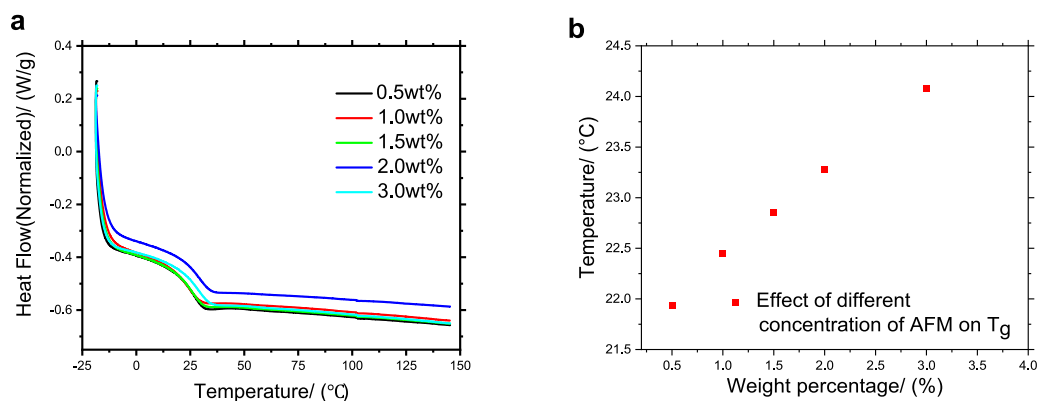 a
0.4
0.2
0.0
-0.2
-0.4
-0.6
-25 0 25 50 75 100 125 150
Heat Flow(Normalized)/ (W/g)
Temperature/ (℃)
0.5wt%
1.0wt%
1.5wt%
2.0wt%
3.0wt%
b
24.5
24.0
23.5
23.0
22.5
22.0
21.5
0.5 1.0 1.5 2.0 2.5 3.0 3.5 4.0
Temperature/ (°C)
Weight percentage/ (%)
Effect of different
concentration of AFM on Tg